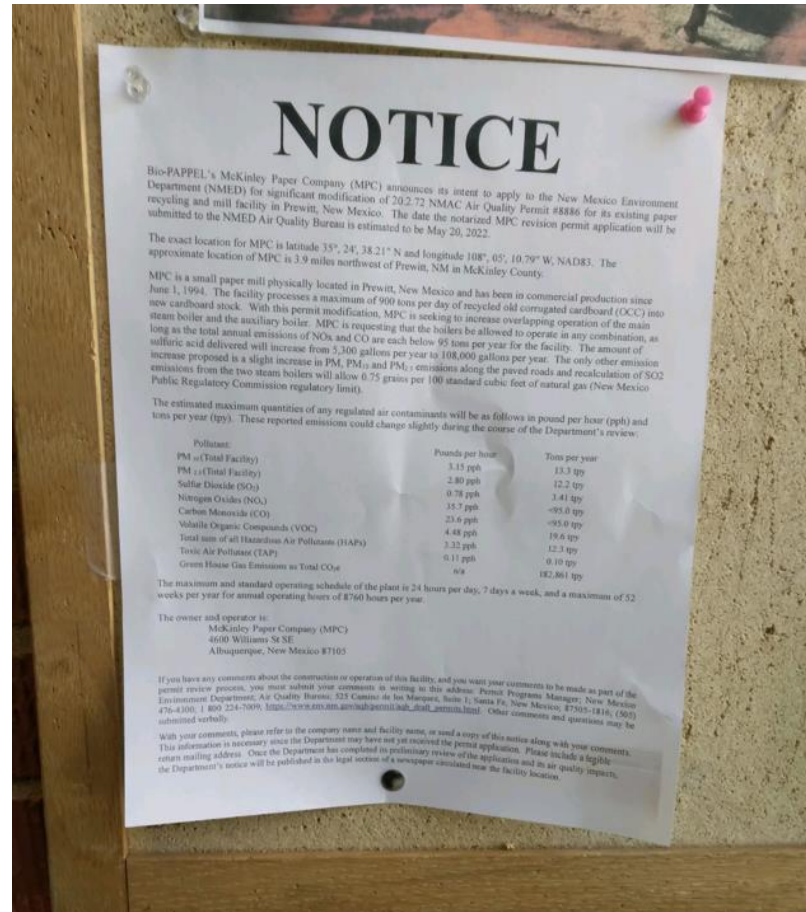 NOTICE
Bio-PAPPEL's McKinley Paper Company (MPC) announces its intent to apply to the New Mexico Environment
Department (NMED) for significant modification of 20.2.72 NMAC Air Quality Permit #8886 for its existing paper
recycling and mill facility in Prewitt, New Mexico. The date the notarized MPC revision permit application will be
submitted to the NMED Air Quality Bureau is estimated to be May 20, 2022.
The exact location for MPC is latitude 35°, 24', 38.21" N and longitude 108°, 05', 10.79" W, NAD83. The
approximate location of MPC is 3.9 miles northwest of Prewitt, NM in McKinley County.
MPC is a small paper mill physically located in Prewitt, New Mexico and has been in commercial production since
June 1, 1994. The facility processes a maximum of 900 tons per day of recycled old corrugated cardboard (OCC) into
new cardboard stock. With this permit modification, MPC is seeking to increase overlapping operation of the main
steam boiler and the auxiliary boiler. MPC is requesting that the boilers be allowed to operate in any combination, as
long as the total annual emissions of NOx and CO are each below 95 tons per year for the facility. The amount of
sulfuric acid delivered will increase from 5,300 gallons per year to 108,000 gallons per year. The only other emission
increase proposed is a slight increase in PM, PM10 and PM2.5 emissions along the paved roads and recalculation of SO2
emissions from the two steam boilers will allow 0.75 grains per 100 standard cubic feet of natural gas (New Mexico
Public Regulatory Commission regulatory limit).
The estimated maximum quantities of any regulated air contaminants will be as follows in pound per hour (pph) and
tons per year (tpy). These reported emissions could change slightly during the course of the Department's review:
Pollutant: Pounds per hour Tons per year
PM 10 (Total Facility) 3.15 pph 13.3 tpy
PM 2.5 (Total Facility) 2.80 pph 12.2 tpy
Sulfur Dioxide (SO2) 0.78 pph 3.41 tpy
Nitrogen Oxides (NOx) 35.7 pph <95.0 tpy
Carbon Monoxide (CO) 23.6 pph <95.0 tpy
Volatile Organic Compounds (VOC) 4.48 pph 19.6 tpy
Total sum of all Hazardous Air Pollutants (HAPs) 3.32 pph 12.3 tpy
Toxic Air Pollutant (TAP) 0.11 pph 0.10 tpy
Green House Gas Emissions as Total CO2e n/a 182,861 tpy
The maximum and standard operating schedule of the plant is 24 hours per day, 7 days a week, and a maximum of 52
weeks per year for annual operating hours of 8760 hours per year.
The owner and operator is:
McKinley Paper Company (MPC)
4600 Williams St SE
Albuquerque, New Mexico 87105
If you have any comments about the construction or operation of this facility, and you want your comments to be made as part of the
permit review process, you must submit your comments in writing to this address: Permit Programs Manager; New Mexico
Environment Department; Air Quality Bureau; 525 Camino de los Marquez, Suite 1; Santa Fe, New Mexico; 87505-1816; (505)
476-4300; 1 800 224-7009; https://www.env.nm.gov/aqb/permit/aqb_draft_permits.html. Other comments and questions may be
submitted verbally.
With your comments, please refer to the company name and facility name, or send a copy of this notice along with your comments.
This information is necessary since the Department may have not yet received the permit application. Please include a legible
return mailing address. Once the Department has completed its preliminary review of the application and its air quality impacts,
the Department's notice will be published in the legal section of a newspaper circulated near the facility location.